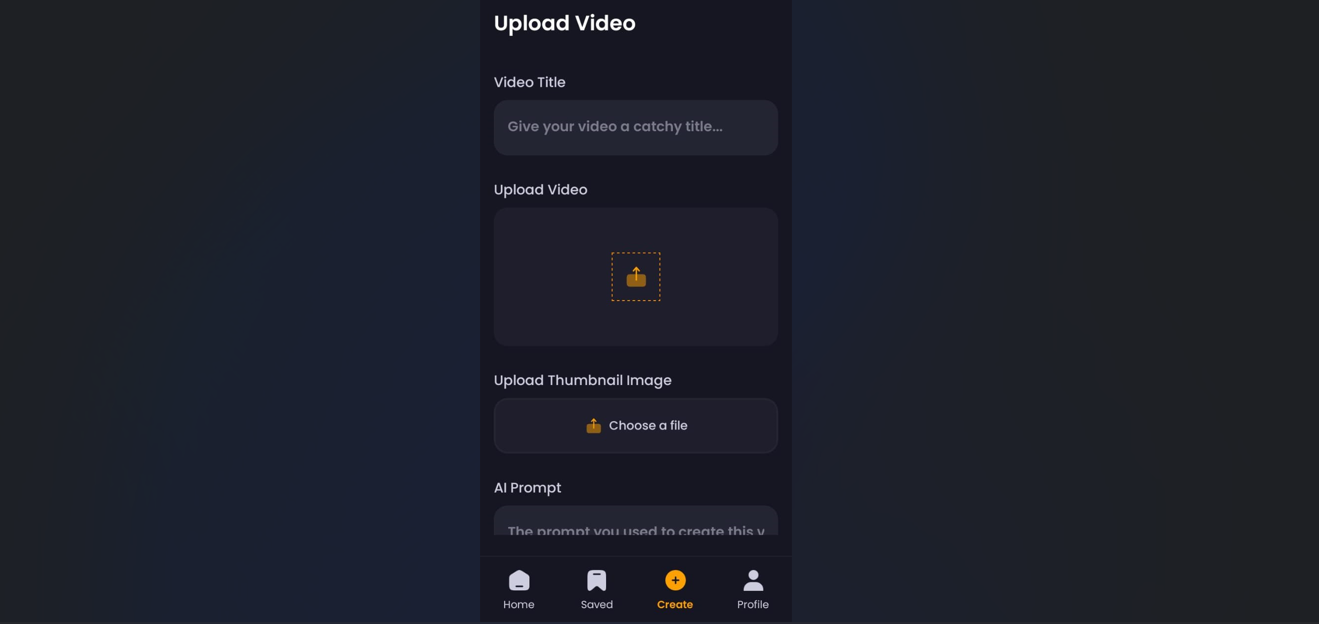 Upload Video
Video Title
Give your video a catchy title...
Upload Video
Upload Thumbnail Image
Choose a file
AI Prompt
The prompt you used to create this v
Home
Saved
Create
Profile